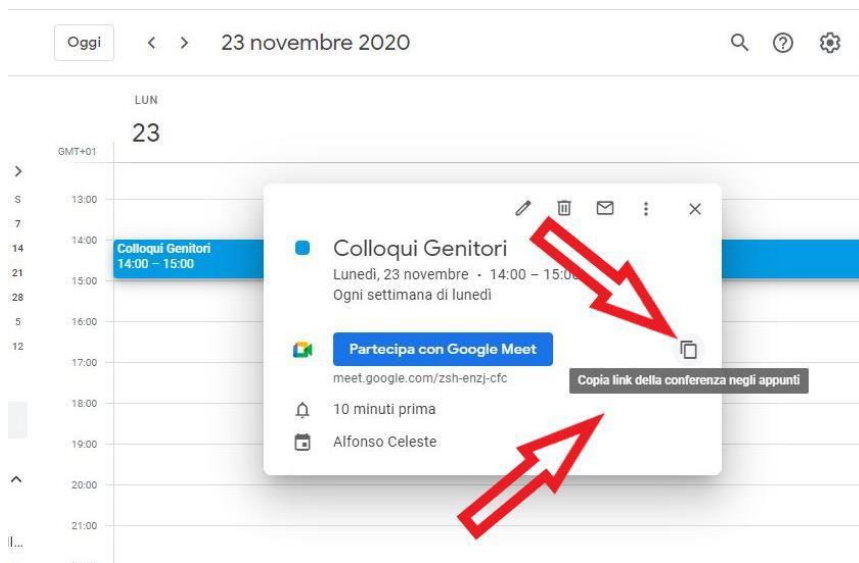 Oggi
23 novembre 2020
LUN
23
GMT+01
S
7
14
21
28
5
12
13:00
14:00
15:00
16:00
17:00
18:00
19:00
20:00
21:00
Colloqui Genitori
14:00 – 15:00
Colloqui Genitori
Lunedì, 23 novembre · 14:00 – 15:00
Ogni settimana di lunedì
Partecipa con Google Meet
meet.google.com/zsh-enzj-cfc
Copia link della conferenza negli appunti
10 minuti prima
Alfonso Celeste